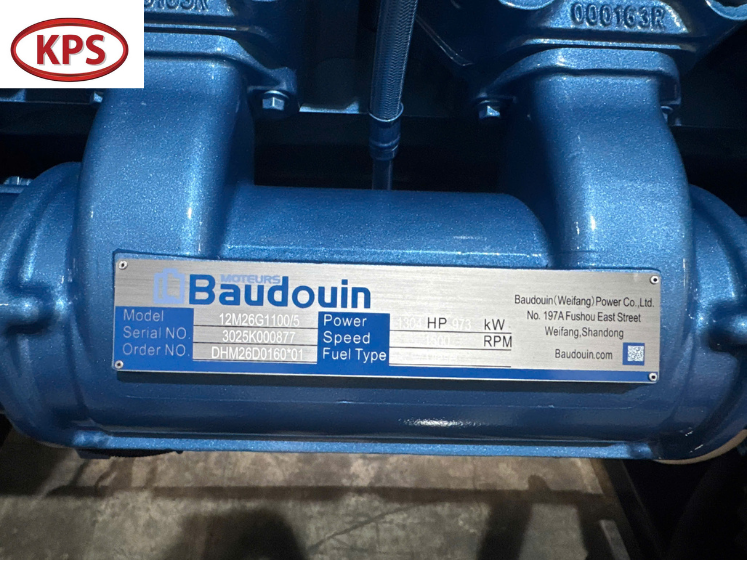 KPS
000163R
MOTEURS
Baudouin
Model 12M26G1100/5
Serial NO. 3025K000877
Order NO. DHM26D0160*01
Power HP 973 kW
Speed RPM
Fuel Type
Baudouin(Weifang)Power Co.,Ltd.
No. 197A Fushou East Street
Weifang,Shandong
Baudouin.com